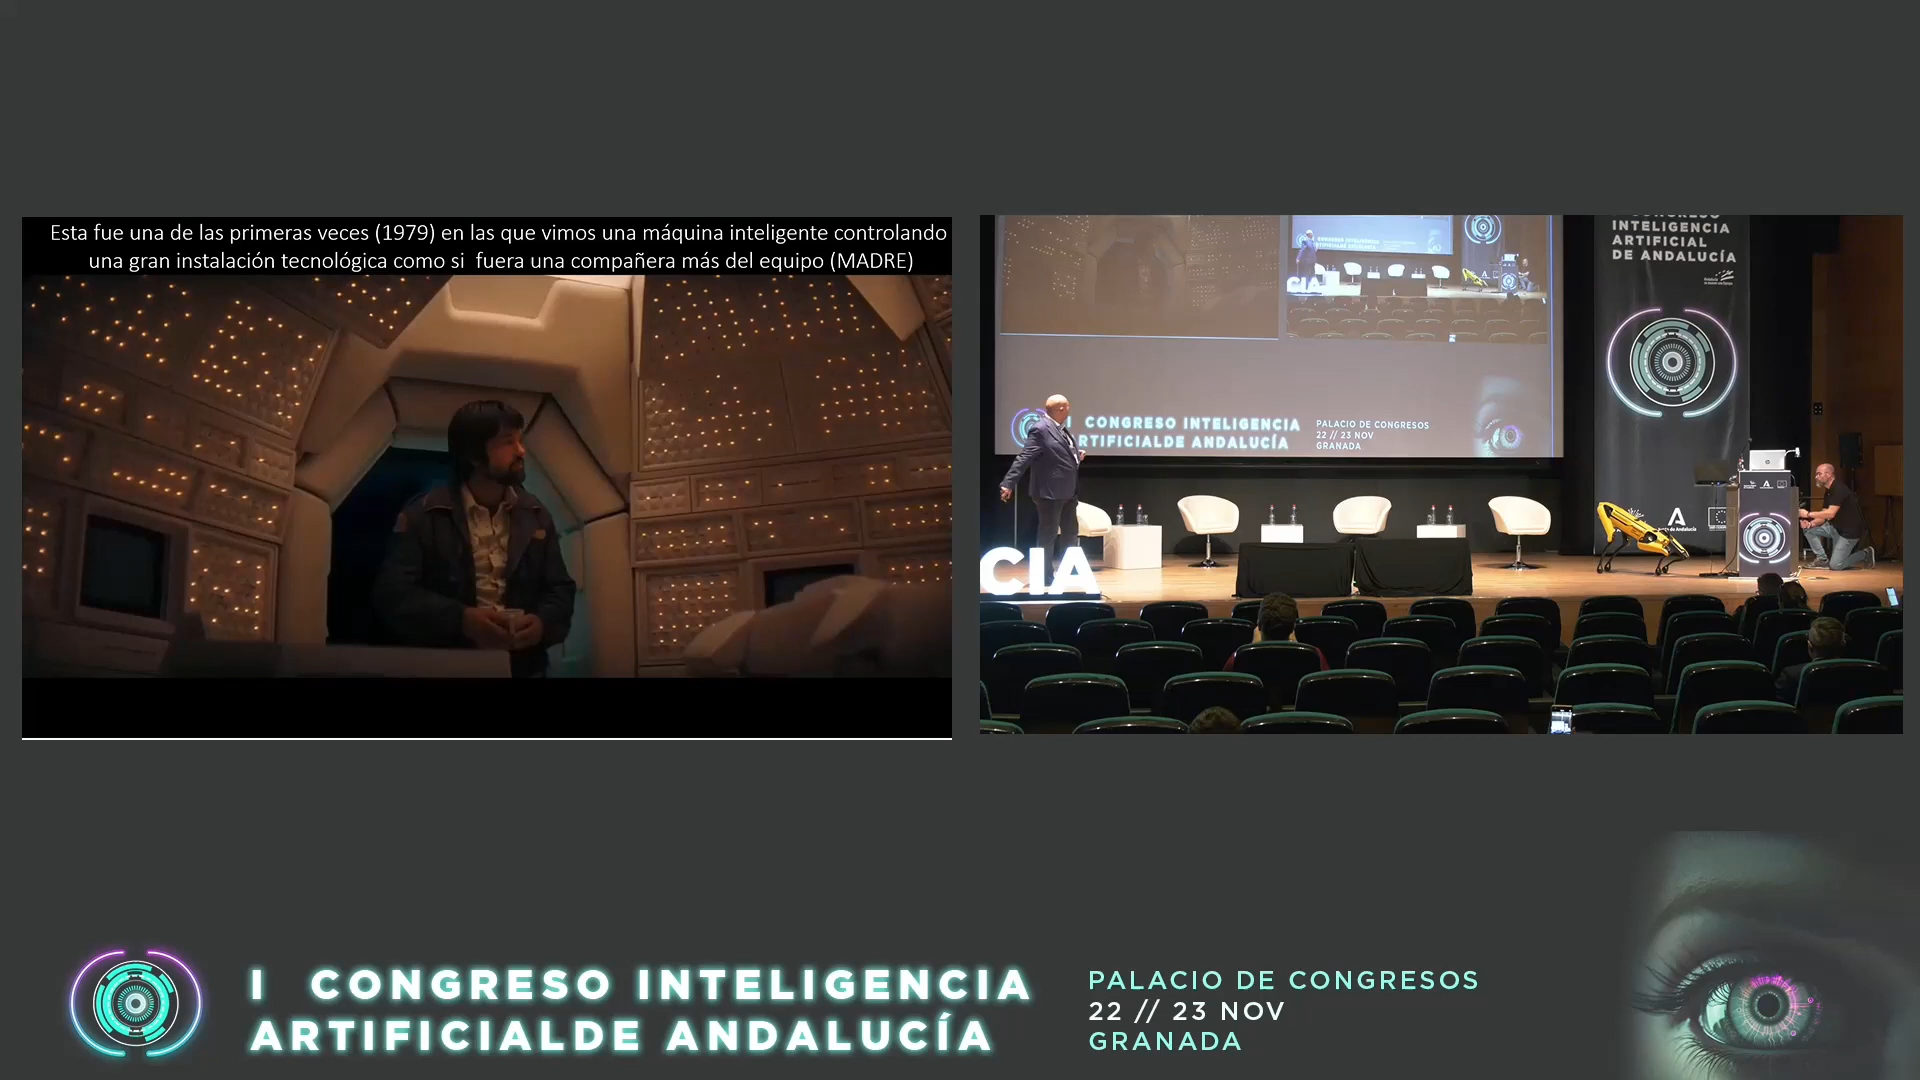 Esta fue una de las primeras veces (1979) en las que vimos una máquina inteligente controlando
una gran instalación tecnológica como si fuera una compañera más del equipo (MADRE)
INTELIGENCIA
ARTIFICIAL
DE ANDALUCÍA
I CONGRESO INTELIGENCIA
ARTIFICIALDE ANDALUCÍA
PALACIO DE CONGRESOS
22 // 23 NOV
GRANADA
CIA
I CONGRESO INTELIGENCIA
ARTIFICIALDE ANDALUCÍA
PALACIO DE CONGRESOS
22 // 23 NOV
GRANADA